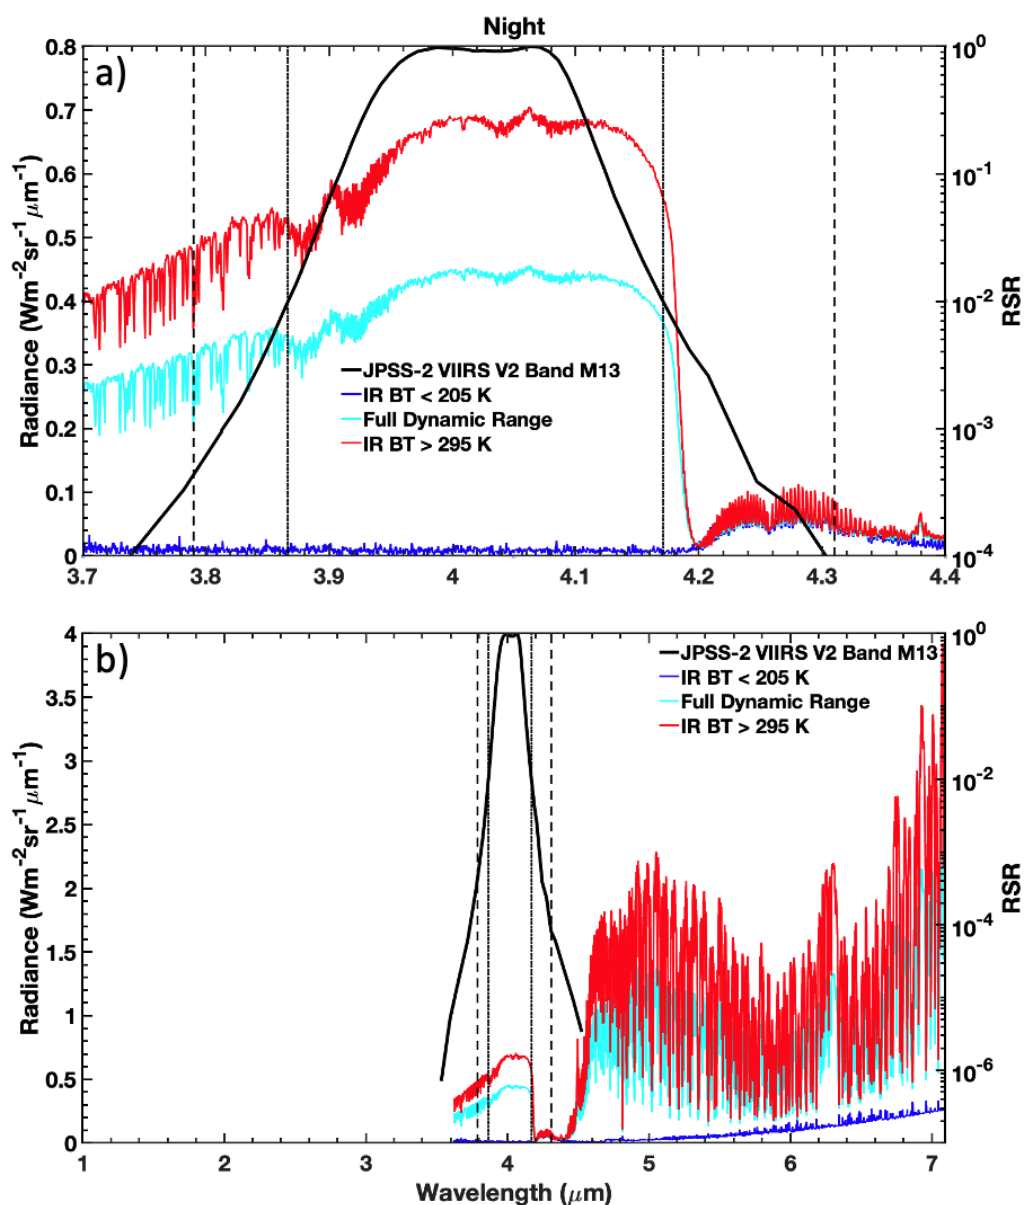 Night
a)
0.8
0.7
0.6
0.5
0.4
0.3
0.2
0.1
0
Radiance (Wm⁻²sr⁻¹μm⁻¹)
10⁰
10⁻¹
10⁻²
10⁻³
10⁻⁴
RSR
JPSS-2 VIIRS V2 Band M13
IR BT < 205 K
Full Dynamic Range
IR BT > 295 K
3.7 3.8 3.9 4 4.1 4.2 4.3 4.4
b)
4
3.5
3
2.5
2
1.5
1
0.5
0
Radiance (Wm⁻²sr⁻¹μm⁻¹)
10⁰
10⁻²
10⁻⁴
10⁻⁶
RSR
JPSS-2 VIIRS V2 Band M13
IR BT < 205 K
Full Dynamic Range
IR BT > 295 K
1 2 3 4 5 6 7
Wavelength (μm)